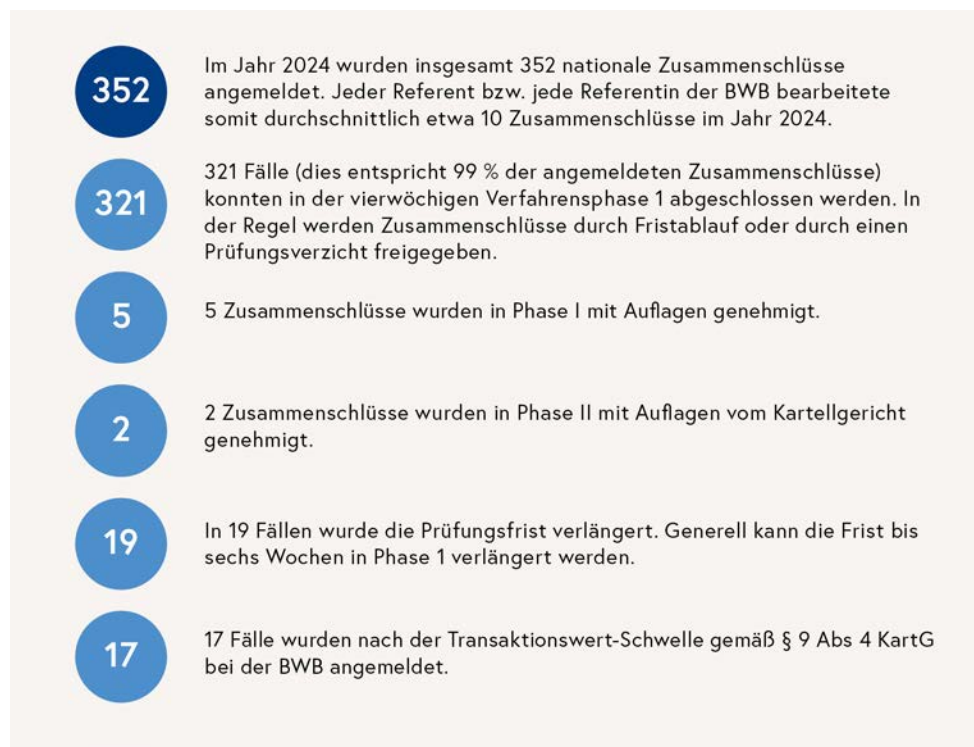 352
Im Jahr 2024 wurden insgesamt 352 nationale Zusammenschlüsse
angemeldet. Jeder Referent bzw. jede Referentin der BWB bearbeitete
somit durchschnittlich etwa 10 Zusammenschlüsse im Jahr 2024.
321
321 Fälle (dies entspricht 99 % der angemeldeten Zusammenschlüsse)
konnten in der vierwöchigen Verfahrensphase 1 abgeschlossen werden. In
der Regel werden Zusammenschlüsse durch Fristablauf oder durch einen
Prüfungsverzicht freigegeben.
5
5 Zusammenschlüsse wurden in Phase I mit Auflagen genehmigt.
2
2 Zusammenschlüsse wurden in Phase II mit Auflagen vom Kartellgericht
genehmigt.
19
In 19 Fällen wurde die Prüfungsfrist verlängert. Generell kann die Frist bis
sechs Wochen in Phase 1 verlängert werden.
17
17 Fälle wurden nach der Transaktionswert-Schwelle gemäß § 9 Abs 4 KartG
bei der BWB angemeldet.